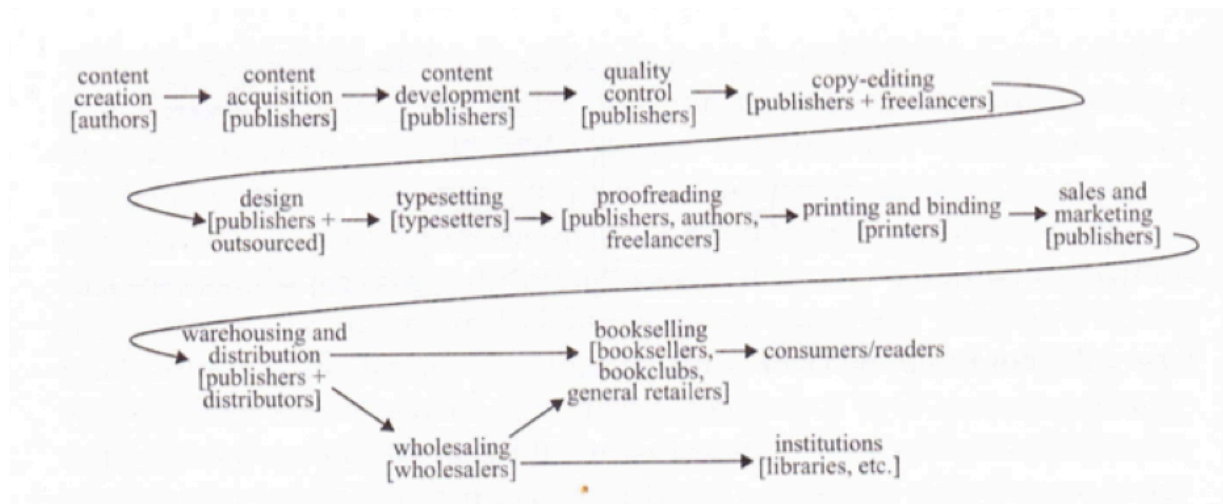 content
creation
[authors]
content
acquisition
[publishers]
content
development
[publishers]
quality
control
[publishers]
copy-editing
[publishers + freelancers]
design
[publishers +
outsourced]
typesetting
[typesetters]
proofreading
[publishers, authors,
freelancers]
printing and binding
[printers]
sales and
marketing
[publishers]
warehousing and
distribution
[publishers +
distributors]
bookselling
[booksellers,
bookclubs,
general retailers]
consumers/readers
wholesaling
[wholesalers]
institutions
[libraries, etc.]